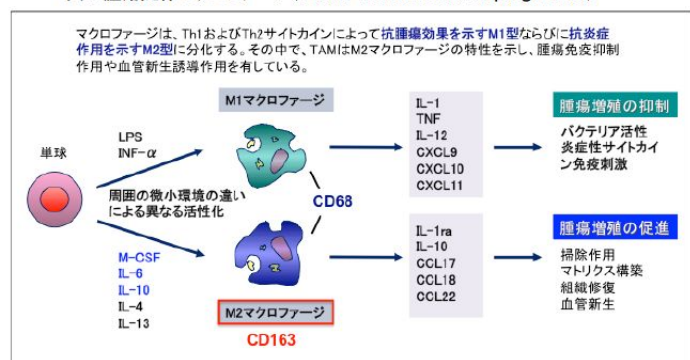 マクロファージは、Th1およびTh2サイトカインによって抗腫瘍効果を示すM1型ならびに抗炎症
作用を示すM2型に分化する。その中で、TAMはM2マクロファージの特性を示し、腫瘍免疫抑制
作用や血管新生誘導作用を有している。
M1マクロファージ
単球
LPS
INF-α
周囲の微小環境の違い
による異なる活性化
M-CSF
IL-6
IL-10
IL-4
IL-13
CD68
M2マクロファージ
CD163
IL-1
TNF
IL-12
CXCL9
CXCL10
CXCL11
腫瘍増殖の抑制
バクテリア活性
炎症性サイトカイ
ン免疫刺激
IL-1ra
IL-10
CCL17
CCL18
CCL22
腫瘍増殖の促進
掃除作用
マトリクス構築
組織修復
血管新生